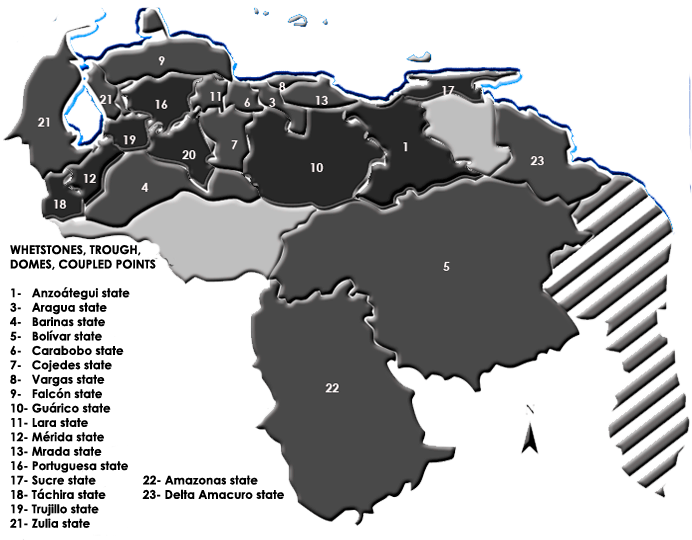 9
8
17
21
16
11
6
3
13
21
19
20
7
1
23
12
10
18
4
5
22
WHETSTONES, TROUGH,
DOMES, COUPLED POINTS
1- Anzoátegui state
3- Aragua state
4- Barinas state
5- Bolívar state
6- Carabobo state
7- Cojedes state
8- Vargas state
9- Falcón state
10- Guárico state
11- Lara state
12- Mérida state
13- Mrada state
16- Portuguesa state
17- Sucre state
18- Táchira state
19- Trujillo state
21- Zulia state
22- Amazonas state
23- Delta Amacuro state